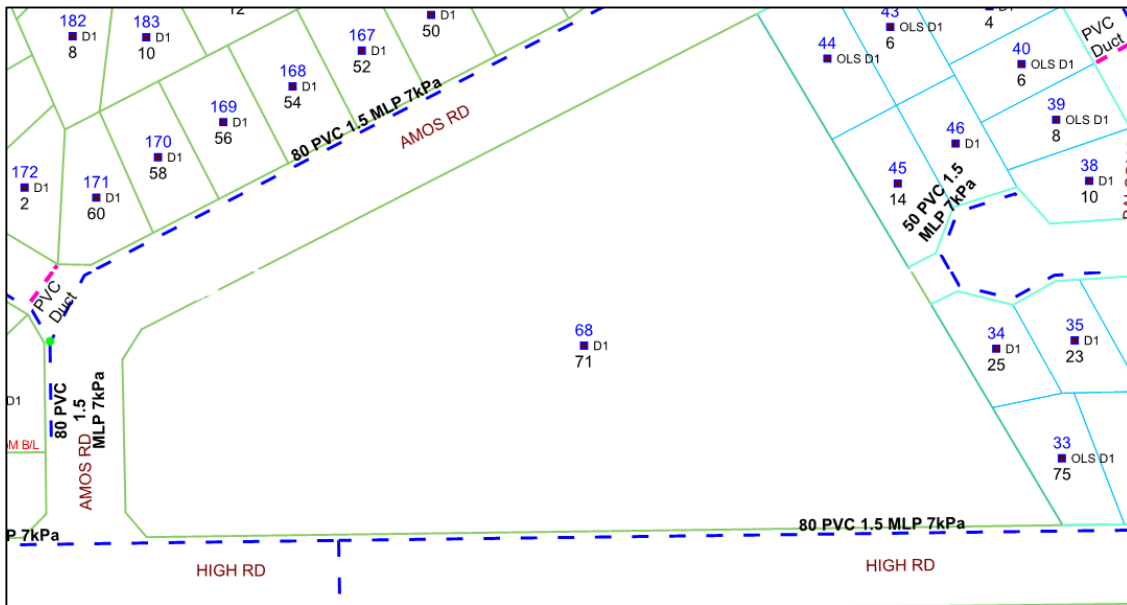 182
D1
8
183
D1
10
12
50
D1
167
D1
52
168
D1
54
169
D1
56
170
D1
58
171
D1
60
172
D1
2
80 PVC 1.5 MLP 7kPa
AMOS RD
43
OLS D1
6
44
OLS D1
4
40
D1
6
PVC
Duct
39
OLS D1
8
38
D1
10
46
D1
45
D1
14
50 PVC 1.5
MLP 7kPa
PVC
Duct
68
D1
71
34
D1
25
35
D1
23
33
OLS D1
75
D1
M B/L
80 PVC
1.5
MLP 7kPa
AMOS RD
P 7kPa
80 PVC 1.5 MLP 7kPa
HIGH RD
HIGH RD